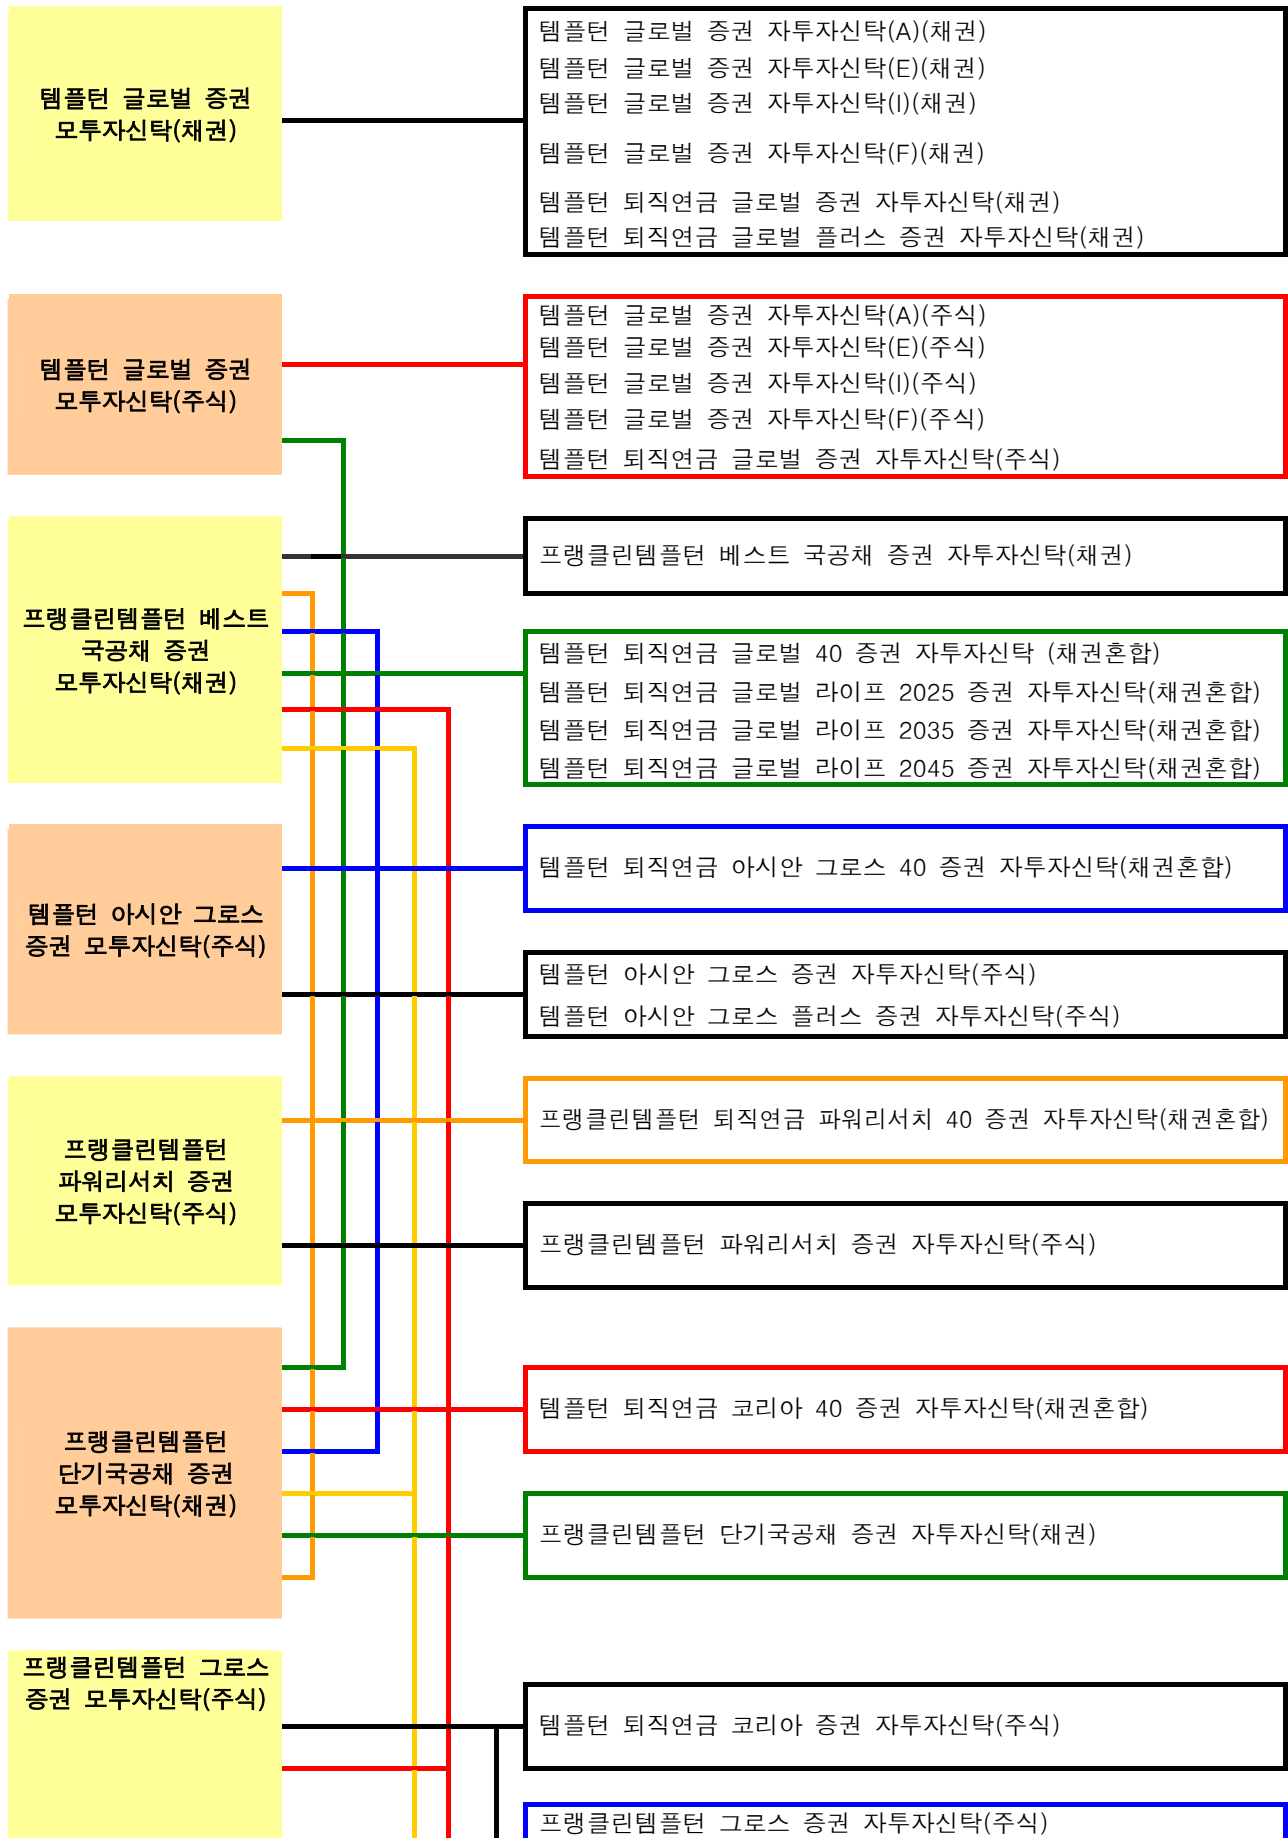 템플턴 글로벌 증권
모투자신탁(채권)
템플턴 글로벌 증권 자투자신탁(A)(채권)
템플턴 글로벌 증권 자투자신탁(E)(채권)
템플턴 글로벌 증권 자투자신탁(I)(채권)
템플턴 글로벌 증권 자투자신탁(F)(채권)
템플턴 퇴직연금 글로벌 증권 자투자신탁(채권)
템플턴 퇴직연금 글로벌 플러스 증권 자투자신탁(채권)
템플턴 글로벌 증권
모투자신탁(주식)
템플턴 글로벌 증권 자투자신탁(A)(주식)
템플턴 글로벌 증권 자투자신탁(E)(주식)
템플턴 글로벌 증권 자투자신탁(I)(주식)
템플턴 글로벌 증권 자투자신탁(F)(주식)
템플턴 퇴직연금 글로벌 증권 자투자신탁(주식)
프랭클린템플턴 베스트
국공채 증권
모투자신탁(채권)
프랭클린템플턴 베스트 국공채 증권 자투자신탁(채권)
템플턴 퇴직연금 글로벌 40 증권 자투자신탁 (채권혼합)
템플턴 퇴직연금 글로벌 라이프 2025 증권 자투자신탁(채권혼합)
템플턴 퇴직연금 글로벌 라이프 2035 증권 자투자신탁(채권혼합)
템플턴 퇴직연금 글로벌 라이프 2045 증권 자투자신탁(채권혼합)
템플턴 아시안 그로스
증권 모투자신탁(주식)
템플턴 퇴직연금 아시안 그로스 40 증권 자투자신탁(채권혼합)
템플턴 아시안 그로스 증권 자투자신탁(주식)
템플턴 아시안 그로스 플러스 증권 자투자신탁(주식)
프랭클린템플턴
파워리서치 증권
모투자신탁(주식)
프랭클린템플턴 퇴직연금 파워리서치 40 증권 자투자신탁(채권혼합)
프랭클린템플턴 파워리서치 증권 자투자신탁(주식)
프랭클린템플턴
단기국공채 증권
모투자신탁(채권)
템플턴 퇴직연금 코리아 40 증권 자투자신탁(채권혼합)
프랭클린템플턴 단기국공채 증권 자투자신탁(채권)
프랭클린템플턴 그로스
증권 모투자신탁(주식)
템플턴 퇴직연금 코리아 증권 자투자신탁(주식)
프랭클린템플턴 그로스 증권 자투자신탁(주식)